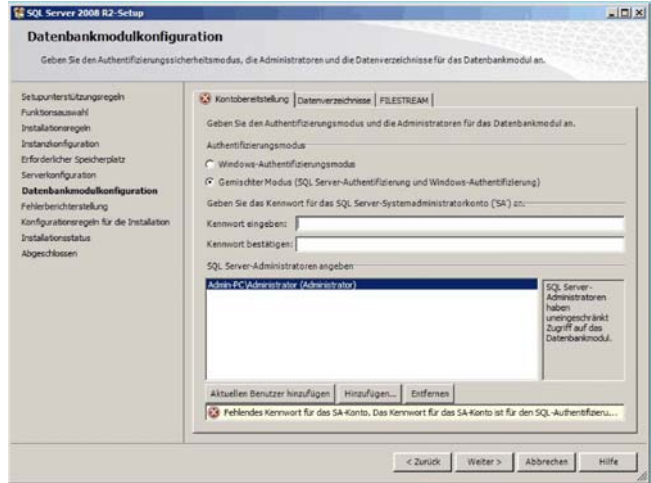 SQL Server 2008 R2-Setup
Datenbankmodulkonfiguration
Geben Sie den Authentifizierungssicherheitsmodus, die Administratoren und die Datenverzeichnisse für das Datenbankmodul an.
Setupunterstützungsregeln
Funktionsauswahl
Installationsregeln
Instanzkonfiguration
Erforderlicher Speicherplatz
Serverkonfiguration
Datenbankmodulkonfiguration
Fehlerberichterstellung
Konfigurationsregeln für die Installation
Installationsstatus
Abgeschlossen
Kontobereitstellung Datenverzeichnisse FILESTREAM
Geben Sie den Authentifizierungsmodus und die Administratoren für das Datenbankmodul an.
Authentifizierungsmodus
Windows-Authentifizierungsmodus
Gemischter Modus (SQL Server-Authentifizierung und Windows-Authentifizierung)
Geben Sie das Kennwort für das SQL Server-Systemadministratorkonto ('SA') an.
Kennwort eingeben:
Kennwort bestätigen:
SQL Server-Administratoren angeben
Admin-PC\Administrator (Administrator)
SQL Server-
Administratoren
haben
uneingeschränkt
Zugriff auf das
Datenbankmodul.
Aktuellen Benutzer hinzufügen Hinzufügen... Entfernen
Fehlendes Kennwort für das SA-Konto. Das Kennwort für das SA-Konto ist für den SQL-Authentifizieru...
< Zurück Weiter > Abbrechen Hilfe